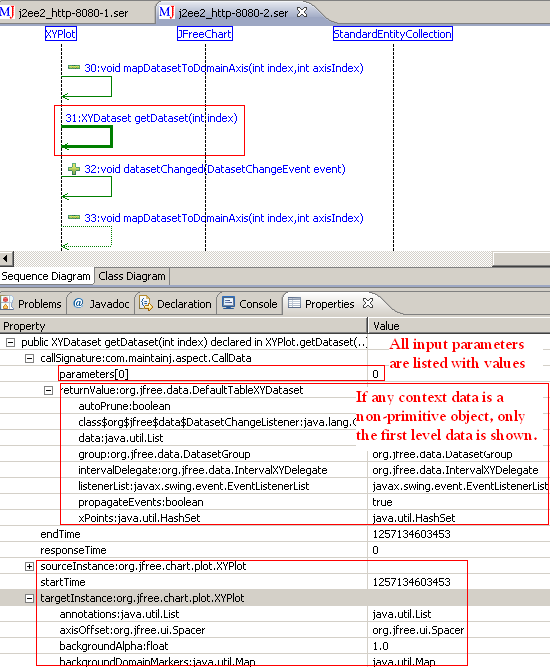 MJ j2ee2_http-8080-1.ser MJ j2ee2_http-8080-2.ser
XYPlot JFreeChart StandardEntityCollection
30:void mapDatasetToDomainAxis(int index,int axisIndex)
31:XYDataset getDataset(int index)
32:void datasetChanged(DatasetChangeEvent event)
33:void mapDatasetToDomainAxis(int index,int axisIndex)
Sequence Diagram Class Diagram
Problems @ Javadoc Declaration Console Properties
Property Value
public XYDataset getDataset(int index) declared in XYPlot.getDataset(..)
All input parameters
are listed with values
callSignature:com.maintainj.aspect.CallData
parameters[0] 0
returnValue:org.jfree.data.DefaultTableXYDataset
If any context data is a
non-primitive object, only
the first level data is shown.
autoPrune:boolean
class$org$jfree$data$DatasetChangeListener:java.lang.
data:java.util.List
group:org.jfree.data.DatasetGroup org.jfree.data.DatasetGroup
intervalDelegate:org.jfree.data.IntervalXYDelegate org.jfree.data.IntervalXYDelegate
listenerList:javax.swing.event.EventListenerList javax.swing.event.EventListenerList
propagateEvents:boolean true
xPoints:java.util.HashSet java.util.HashSet
endTime 1257134603453
responseTime 0
sourceInstance:org.jfree.chart.plot.XYPlot
startTime 1257134603453
targetInstance:org.jfree.chart.plot.XYPlot
annotations:java.util.List java.util.List
axisOffset:org.jfree.ui.Spacer org.jfree.ui.Spacer
backgroundAlpha:float 1.0
backgroundDomainMarkers:java.util.Map java.util.Map